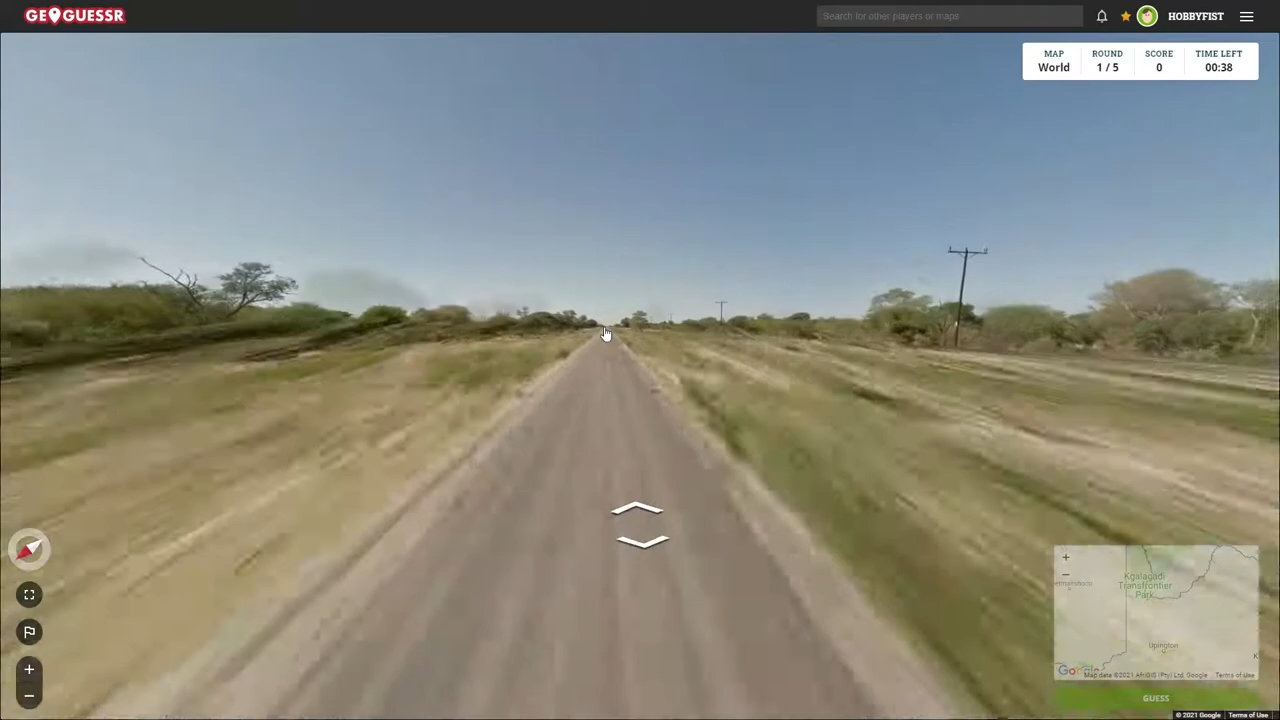 GEOGUESSR
Search for other players or maps
HOBBYFIST
MAP
World
ROUND
1 / 5
SCORE
0
TIME LEFT
00:38
etmanshoop
Kgalagadi
Transfrontier
Park
Upington
K
Google
Map data ©2021 AfriGIS (Pty) Ltd, Google
Terms of Use
GUESS
© 2021 Google
Terms of Use